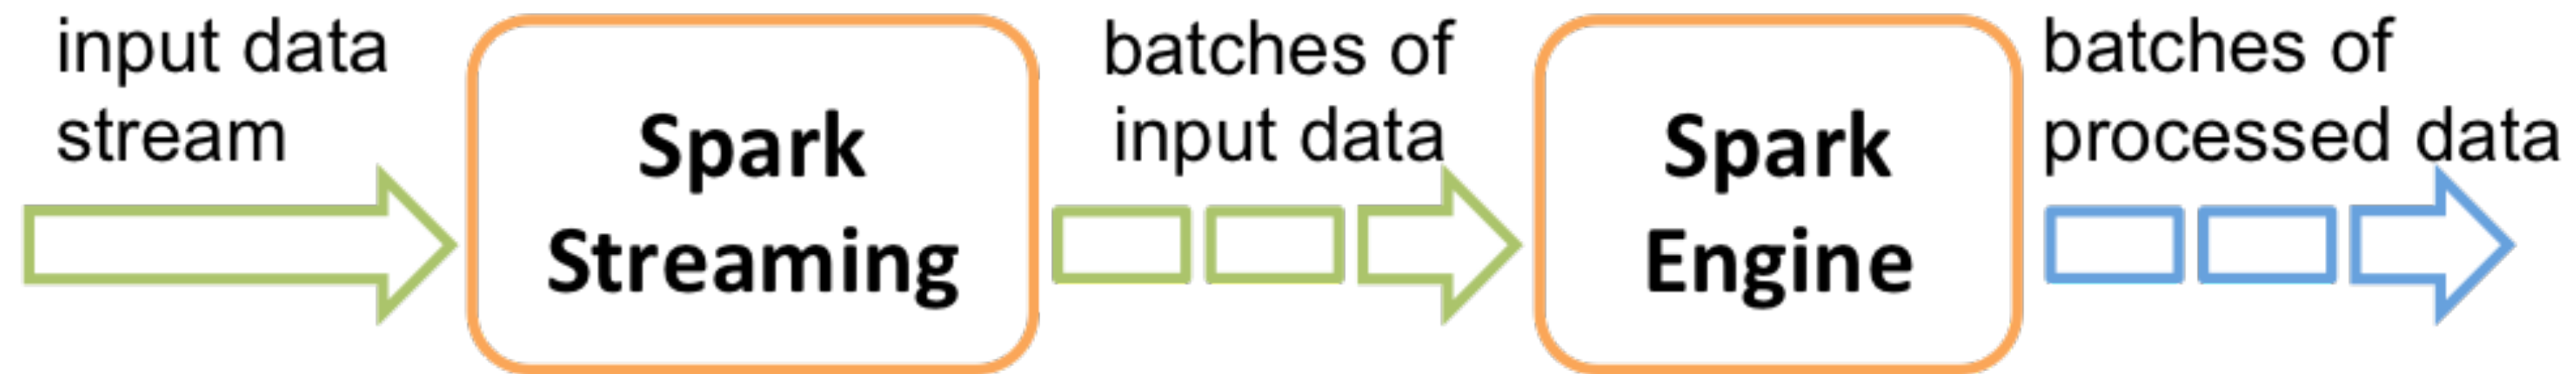 input data
stream
Spark
Streaming
batches of
input data
Spark
Engine
batches of
processed data